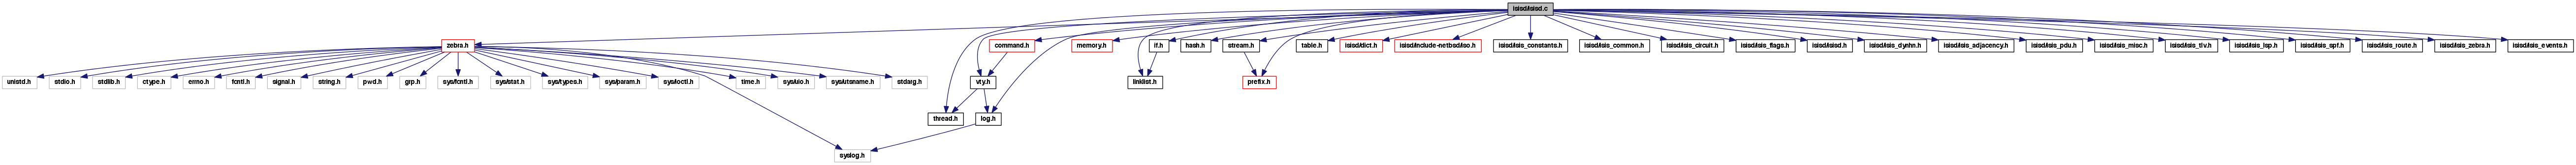 isisd/isisd.c
zebra.h
command.h
memory.h
if.h
hash.h
stream.h
table.h
isisd/dict.h
isisd/include-netbsd/iso.h
isisd/isis_constants.h
isisd/isis_common.h
isisd/isis_circuit.h
isisd/isis_flags.h
isisd/isisd.h
isisd/isis_dynhn.h
isisd/isis_adjacency.h
isisd/isis_pdu.h
isisd/isis_misc.h
isisd/isis_tlv.h
isisd/isis_lsp.h
isisd/isis_spf.h
isisd/isis_route.h
isisd/isis_zebra.h
isisd/isis_events.h
unistd.h
stdio.h
stdlib.h
ctype.h
errno.h
fcntl.h
signal.h
string.h
pwd.h
grp.h
sys/fcntl.h
sys/stat.h
sys/types.h
sys/param.h
sys/ioctl.h
time.h
sys/uio.h
sys/utsname.h
stdarg.h
vty.h
linklist.h
prefix.h
thread.h
log.h
syslog.h